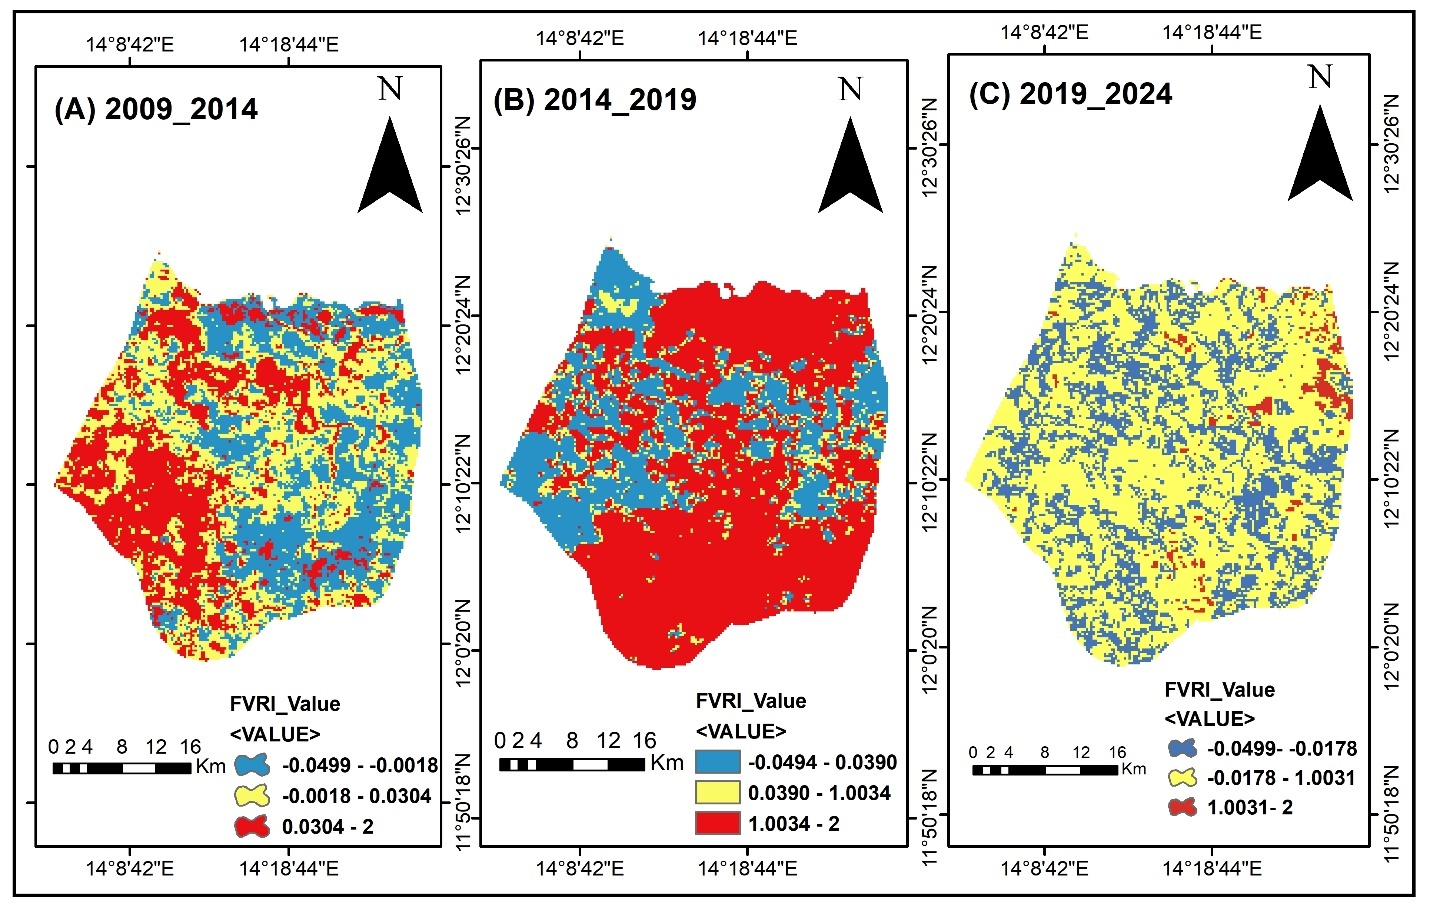 14°8'42"E 14°18'44"E
(A) 2009_2014
N
0 2 4 8 12 16
Km
FVRI_Value
<VALUE>
-0.0499 - -0.0018
-0.0018 - 0.0304
0.0304 - 2
14°8'42"E 14°18'44"E
12°30'26"N
12°20'24"N
12°10'22"N
12°0'20"N
11°50'18"N
14°8'42"E 14°18'44"E
(B) 2014_2019
N
0 2 4 8 12 16
Km
FVRI_Value
<VALUE>
-0.0494 - 0.0390
0.0390 - 1.0034
1.0034 - 2
14°8'42"E 14°18'44"E
12°30'26"N
12°20'24"N
12°10'22"N
12°0'20"N
11°50'18"N
14°8'42"E 14°18'44"E
(C) 2019_2024
N
0 2 4 8 12 16
Km
FVRI_Value
<VALUE>
-0.0499- -0.0178
-0.0178 - 1.0031
1.0031- 2
14°8'42"E 14°18'44"E
12°30'26"N
12°20'24"N
12°10'22"N
12°0'20"N
11°50'18"N